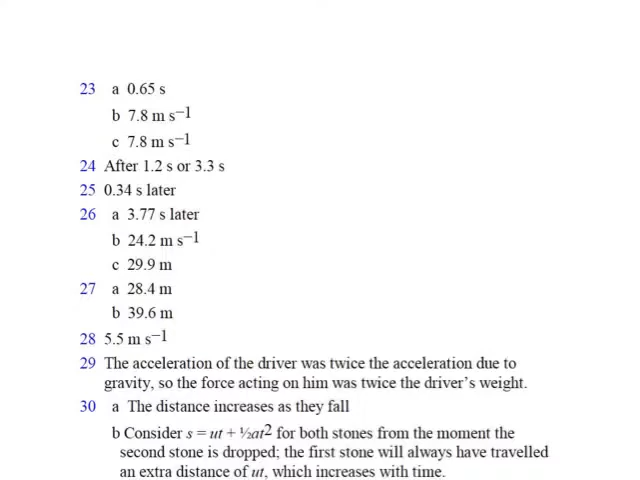 23 a 0.65 s
b 7.8 m s⁻¹
c 7.8 m s⁻¹
24 After 1.2 s or 3.3 s
25 0.34 s later
26 a 3.77 s later
b 24.2 m s⁻¹
c 29.9 m
27 a 28.4 m
b 39.6 m
28 5.5 m s⁻¹
29 The acceleration of the driver was twice the acceleration due to
gravity, so the force acting on him was twice the driver’s weight.
30 a The distance increases as they fall
b Consider s = ut + ½at² for both stones from the moment the
second stone is dropped; the first stone will always have travelled
an extra distance of ut, which increases with time.